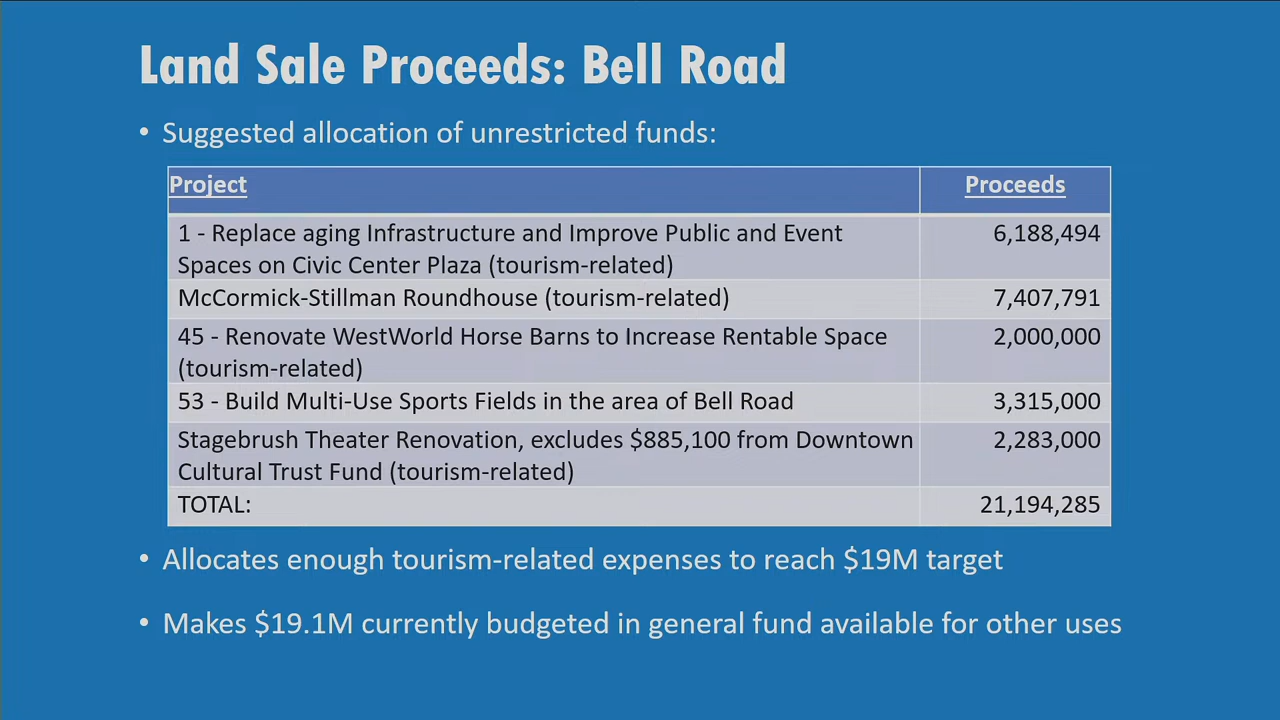 Land Sale Proceeds: Bell Road
• Suggested allocation of unrestricted funds:
Project Proceeds
1 - Replace aging Infrastructure and Improve Public and Event 6,188,494
Spaces on Civic Center Plaza (tourism-related)
McCormick-Stillman Roundhouse (tourism-related) 7,407,791
45 - Renovate WestWorld Horse Barns to Increase Rentable Space 2,000,000
(tourism-related)
53 - Build Multi-Use Sports Fields in the area of Bell Road 3,315,000
Stagebrush Theater Renovation, excludes $885,100 from Downtown 2,283,000
Cultural Trust Fund (tourism-related)
TOTAL: 21,194,285
• Allocates enough tourism-related expenses to reach $19M target
• Makes $19.1M currently budgeted in general fund available for other uses